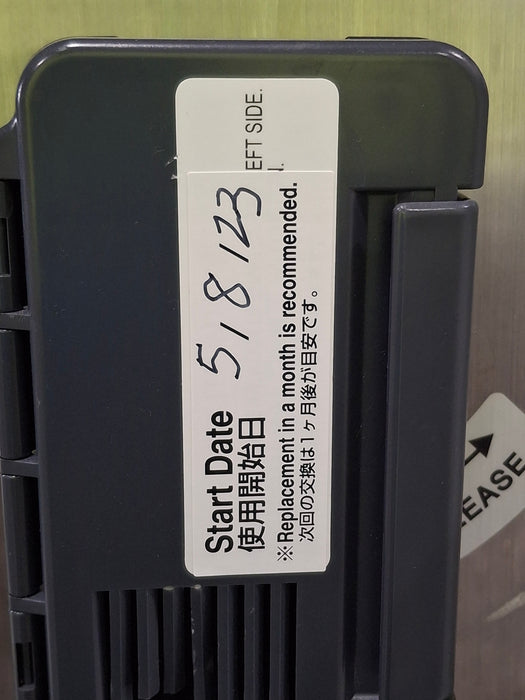 EFT SIDE.
Start Date 5/8/23
使用開始日
※Replacement in a month is recommended.
次回の交換は1ヶ月後が目安です。
EASE